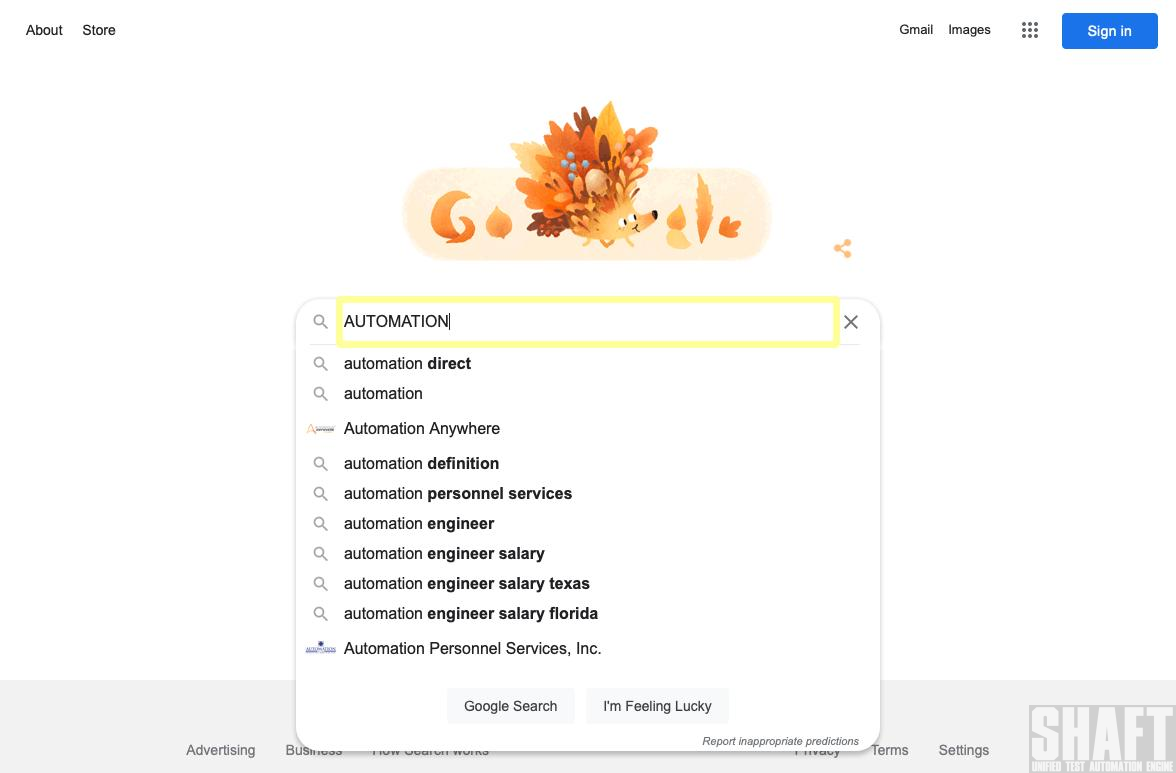 About Store
Gmail Images
Sign in
AUTOMATION
automation direct
automation
Automation Anywhere
automation definition
automation personnel services
automation engineer
automation engineer salary
automation engineer salary texas
automation engineer salary florida
AUTOMATION
Automation Personnel Services, Inc.
Google Search
I'm Feeling Lucky
Report inappropriate predictions
Advertising Business How Search works
Privacy Terms Settings
SHAFT
UNIFIED TEST AUTOMATION ENGINE